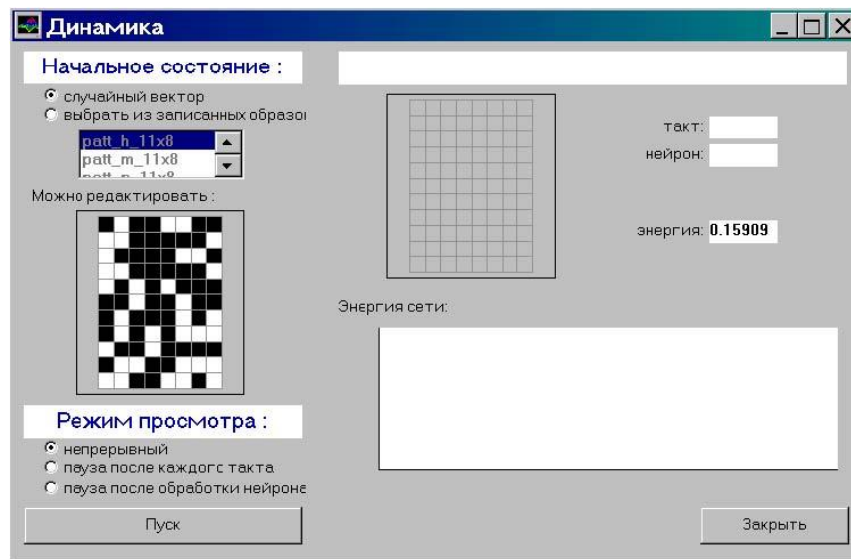 Динамика
Начальное состояние :
случайный вектор
выбрать из записанных образо
patt_h_11x8
patt_m_11x8
Можно редактировать :
Режим просмотра :
непрерывный
пауза после каждогс такта
пауза после обработки нейроне
Пуск
такт:
нейрон:
энергия: 0.15909
Энергия сети:
Закрыть